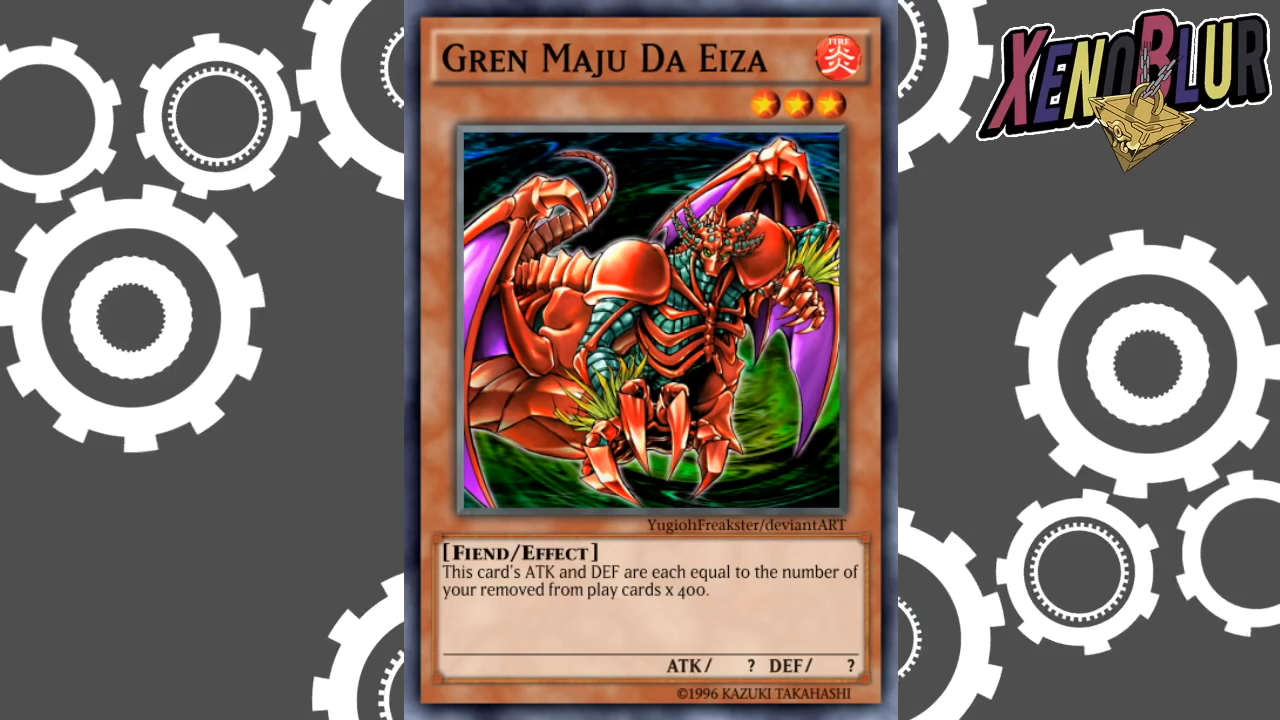 GREN MAJU DA EIZA
FIRE
炎
XENOBLUR
YugiohFreakster/deviantART
[FIEND/EFFECT]
This card's ATK and DEF are each equal to the number of
your removed from play cards x 400.
ATK/ ? DEF/ ?
©1996 KAZUKI TAKAHASHI